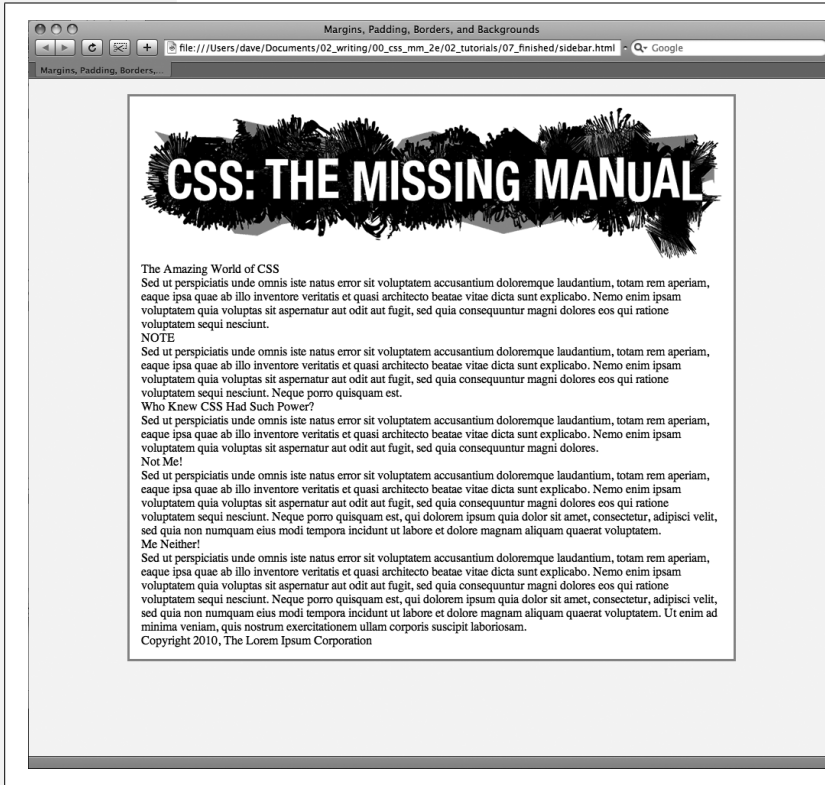 Margins, Padding, Borders, and Backgrounds
file:///Users/dave/Documents/02_writing/00_css_mm_2e/02_tutorials/07_finished/sidebar.html
Google
Margins, Padding, Borders,...
CSS: THE MISSING MANUAL
The Amazing World of CSS
Sed ut perspiciatis unde omnis iste natus error sit voluptatem accusantium doloremque laudantium, totam rem aperiam,
eaque ipsa quae ab illo inventore veritatis et quasi architecto beatae vitae dicta sunt explicabo. Nemo enim ipsam
voluptatem quia voluptas sit aspernatur aut odit aut fugit, sed quia consequuntur magni dolores eos qui ratione
voluptatem sequi nesciunt.
NOTE
Sed ut perspiciatis unde omnis iste natus error sit voluptatem accusantium doloremque laudantium, totam rem aperiam,
eaque ipsa quae ab illo inventore veritatis et quasi architecto beatae vitae dicta sunt explicabo. Nemo enim ipsam
voluptatem quia voluptas sit aspernatur aut odit aut fugit, sed quia consequuntur magni dolores eos qui ratione
voluptatem sequi nesciunt. Neque porro quisquam est.
Who Knew CSS Had Such Power?
Sed ut perspiciatis unde omnis iste natus error sit voluptatem accusantium doloremque laudantium, totam rem aperiam,
eaque ipsa quae ab illo inventore veritatis et quasi architecto beatae vitae dicta sunt explicabo. Nemo enim ipsam
voluptatem quia voluptas sit aspernatur aut odit aut fugit, sed quia consequuntur magni dolores.
Not Me!
Sed ut perspiciatis unde omnis iste natus error sit voluptatem accusantium doloremque laudantium, totam rem aperiam,
eaque ipsa quae ab illo inventore veritatis et quasi architecto beatae vitae dicta sunt explicabo. Nemo enim ipsam
voluptatem quia voluptas sit aspernatur aut odit aut fugit, sed quia consequuntur magni dolores eos qui ratione
voluptatem sequi nesciunt. Neque porro quisquam est, qui dolorem ipsum quia dolor sit amet, consectetur, adipisci velit,
sed quia non numquam eius modi tempora incidunt ut labore et dolore magnam aliquam quaerat voluptatem.
Me Neither!
Sed ut perspiciatis unde omnis iste natus error sit voluptatem accusantium doloremque laudantium, totam rem aperiam,
eaque ipsa quae ab illo inventore veritatis et quasi architecto beatae vitae dicta sunt explicabo. Nemo enim ipsam
voluptatem quia voluptas sit aspernatur aut odit aut fugit, sed quia consequuntur magni dolores eos qui ratione
voluptatem sequi nesciunt. Neque porro quisquam est, qui dolorem ipsum quia dolor sit amet, consectetur, adipisci velit,
sed quia non numquam eius modi tempora incidunt ut labore et dolore magnam aliquam quaerat voluptatem. Ut enim ad
minima veniam, quis nostrum exercitationem ullam corporis suscipit laboriosam.
Copyright 2010, The Lorem Ipsum Corporation